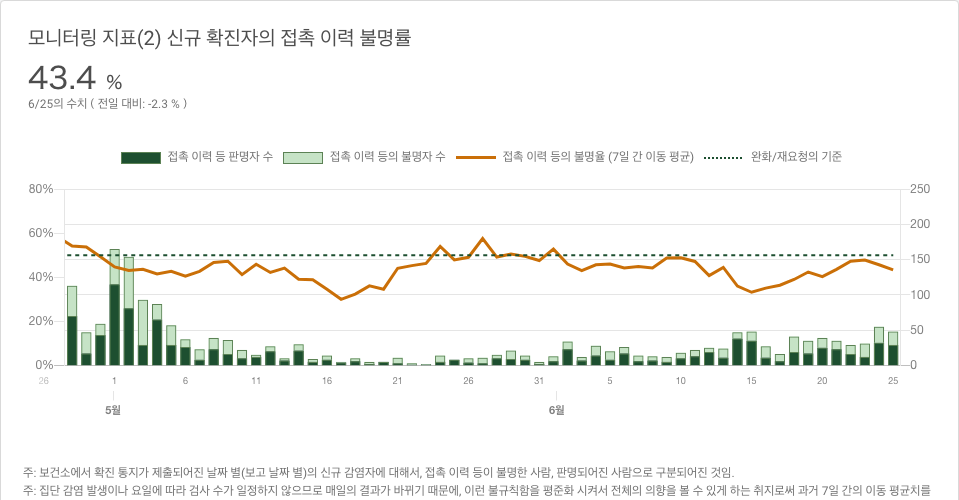 모니터링 지표(2) 신규 확진자의 접촉 이력 불명률
43.4 %
6/25의 수치 ( 전일 대비: -2.3 % )
접촉 이력 등 판명자 수 접촉 이력 등의 불명자 수 접촉 이력 등의 불명율 (7일 간 이동 평균) 완화/재요청의 기준
80% 250
200
60%
150
40%
100
20%
50
0% 0
26 1 6 11 16 21 26 31 5 10 15 20 25
5월 6월
주: 보건소에서 확진 통지가 제출되어진 날짜 별(보고 날짜 별)의 신규 감염자에 대해서, 접촉 이력 등이 불명한 사람, 판명되어진 사람으로 구분되어진 것임.
주: 집단 감염 발생이나 요일에 따라 검사 수가 일정하지 않으므로 매일의 결과가 바뀌기 때문에, 이런 불규칙함을 평준화 시켜서 전체의 의향을 볼 수 있게 하는 취지로써 과거 7일 간의 이동 평균치를